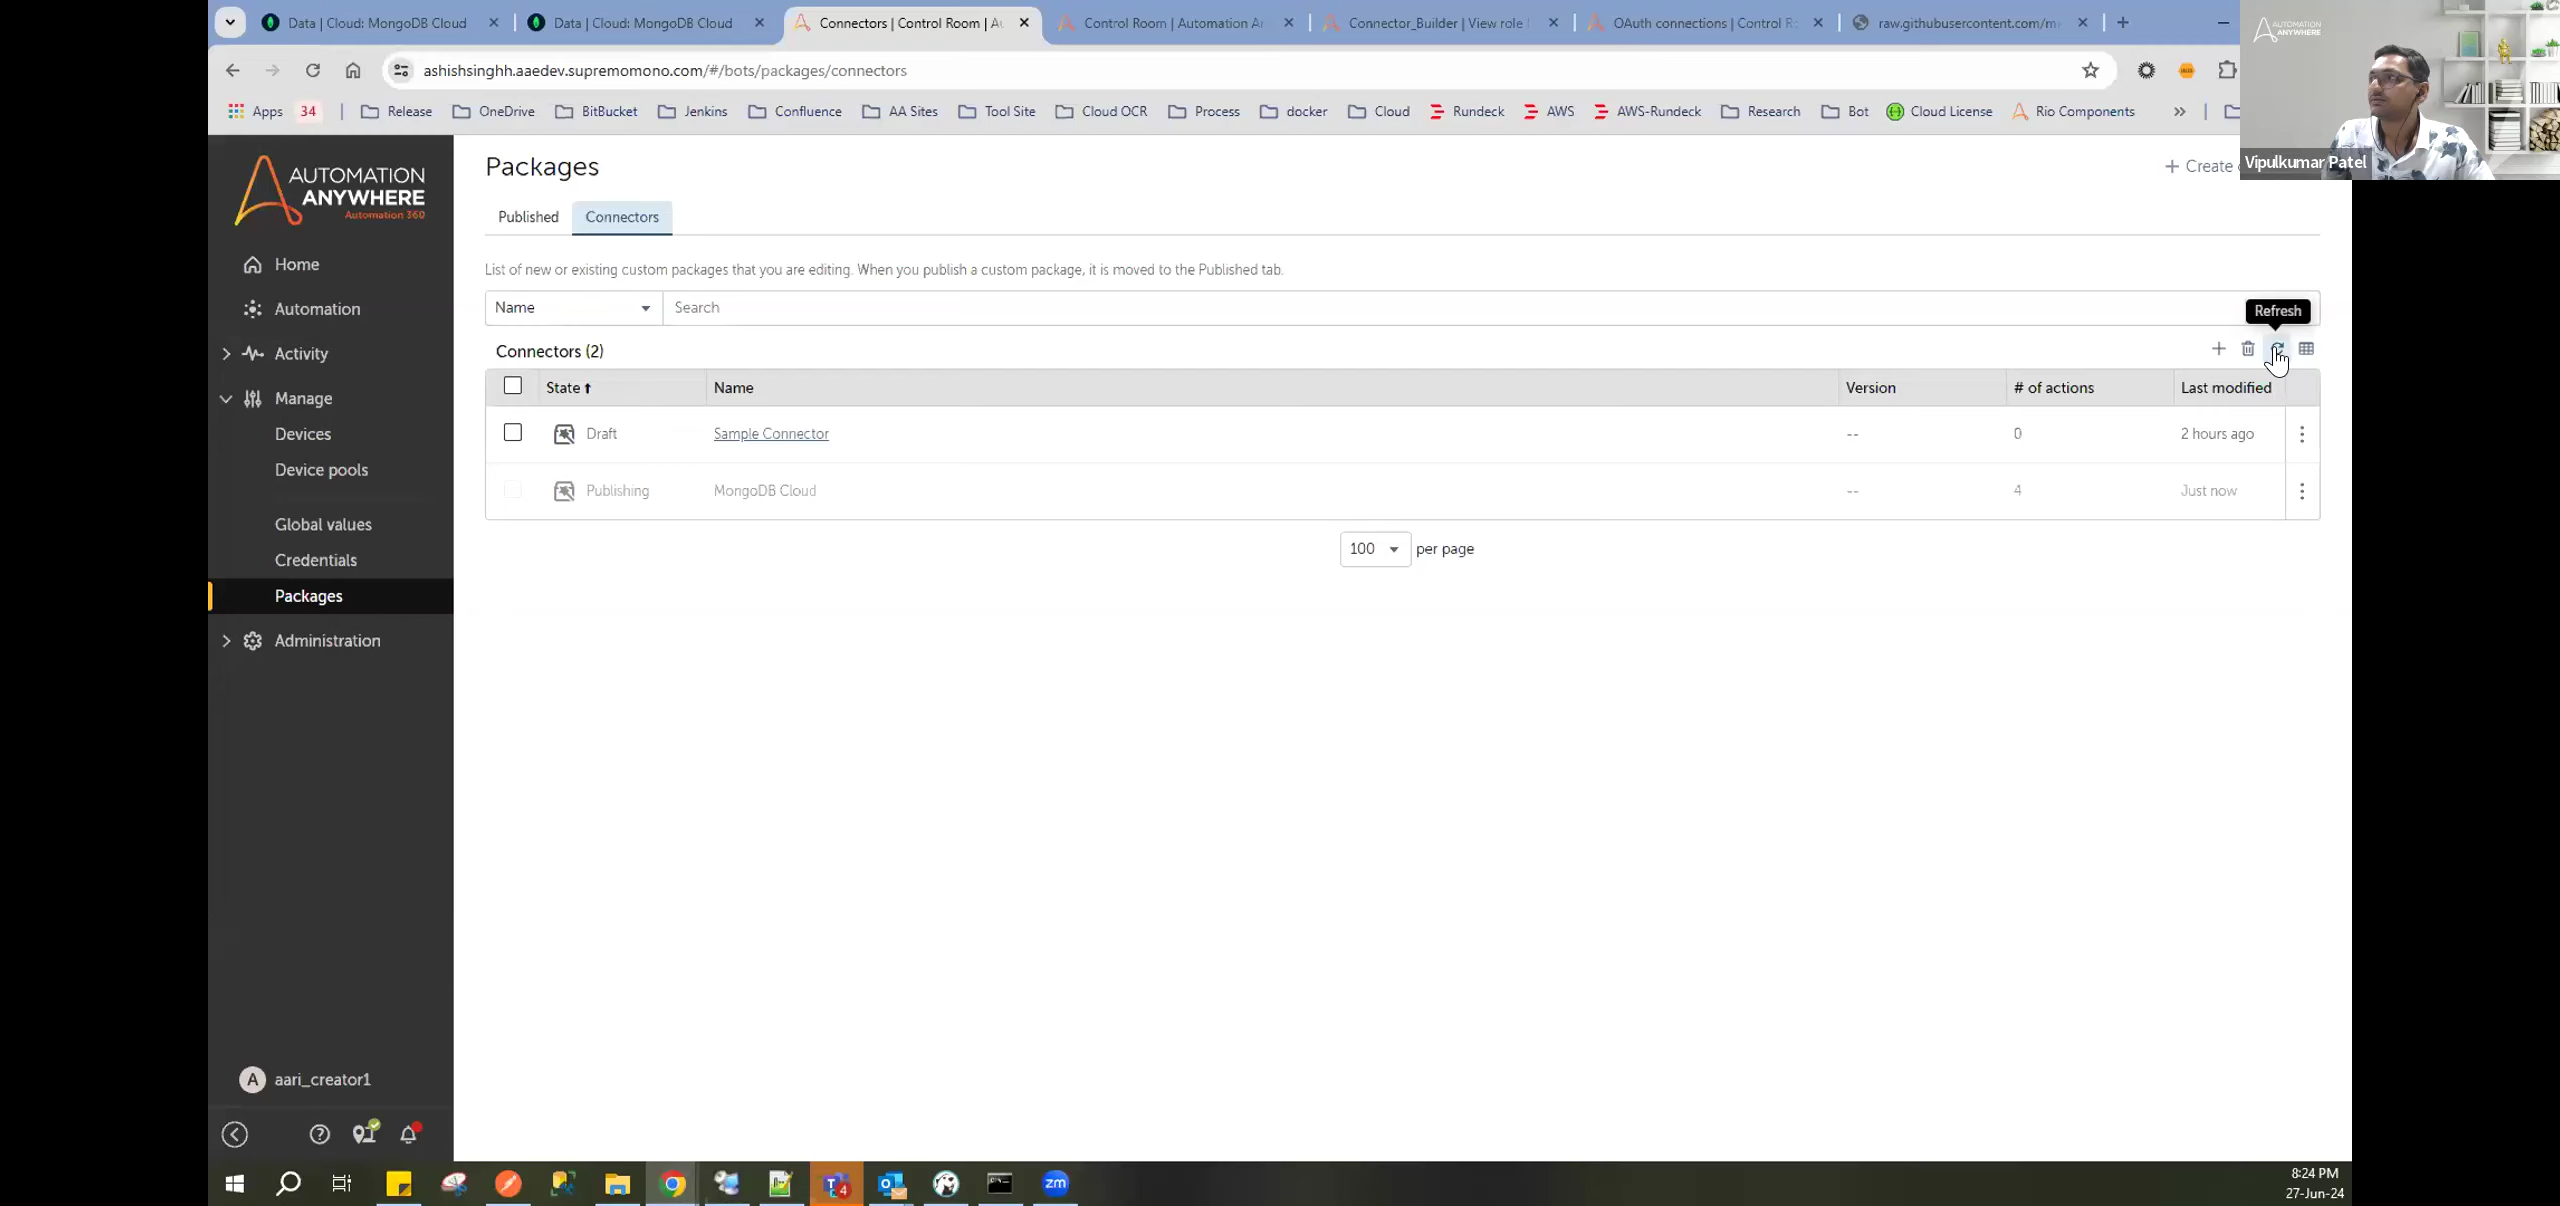 Data | Cloud: MongoDB Cloud
Data | Cloud: MongoDB Cloud
Connectors | Control Room | Au
Control Room | Automation An
Connector_Builder | View role |
OAuth connections | Control Ro
raw.githubusercontent.com/m
ashishsinghh.aaedev.supremomono.com/#/bots/packages/connectors
Apps 34 Release OneDrive BitBucket Jenkins Confluence AA Sites Tool Site Cloud OCR Process docker Cloud Rundeck AWS AWS-Rundeck Research Bot Cloud License Rio Components »
AUTOMATION
ANYWHERE
Vipulkumar Patel
AUTOMATION
ANYWHERE
Automation 360
Home
Automation
Activity
Manage
Devices
Device pools
Global values
Credentials
Packages
Administration
A aari_creator1
Packages
+ Create
Published Connectors
List of new or existing custom packages that you are editing. When you publish a custom package, it is moved to the Published tab.
Name Search
Refresh
Connectors (2)
State Name Version # of actions Last modified
Draft Sample Connector -- 0 2 hours ago
Publishing MongoDB Cloud -- 4 Just now
100 per page
4
zm
8:24 PM
27-Jun-24